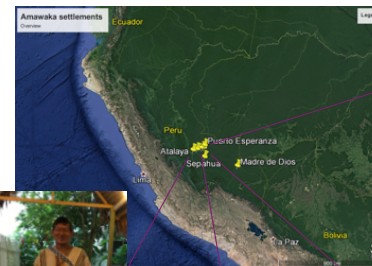 Amawaka settlements
Overview
Ecuador
Peru
Puerto Esperanza
Atalaya
Sepahua
Madre de Dios
Lima
La Paz
Bolivia